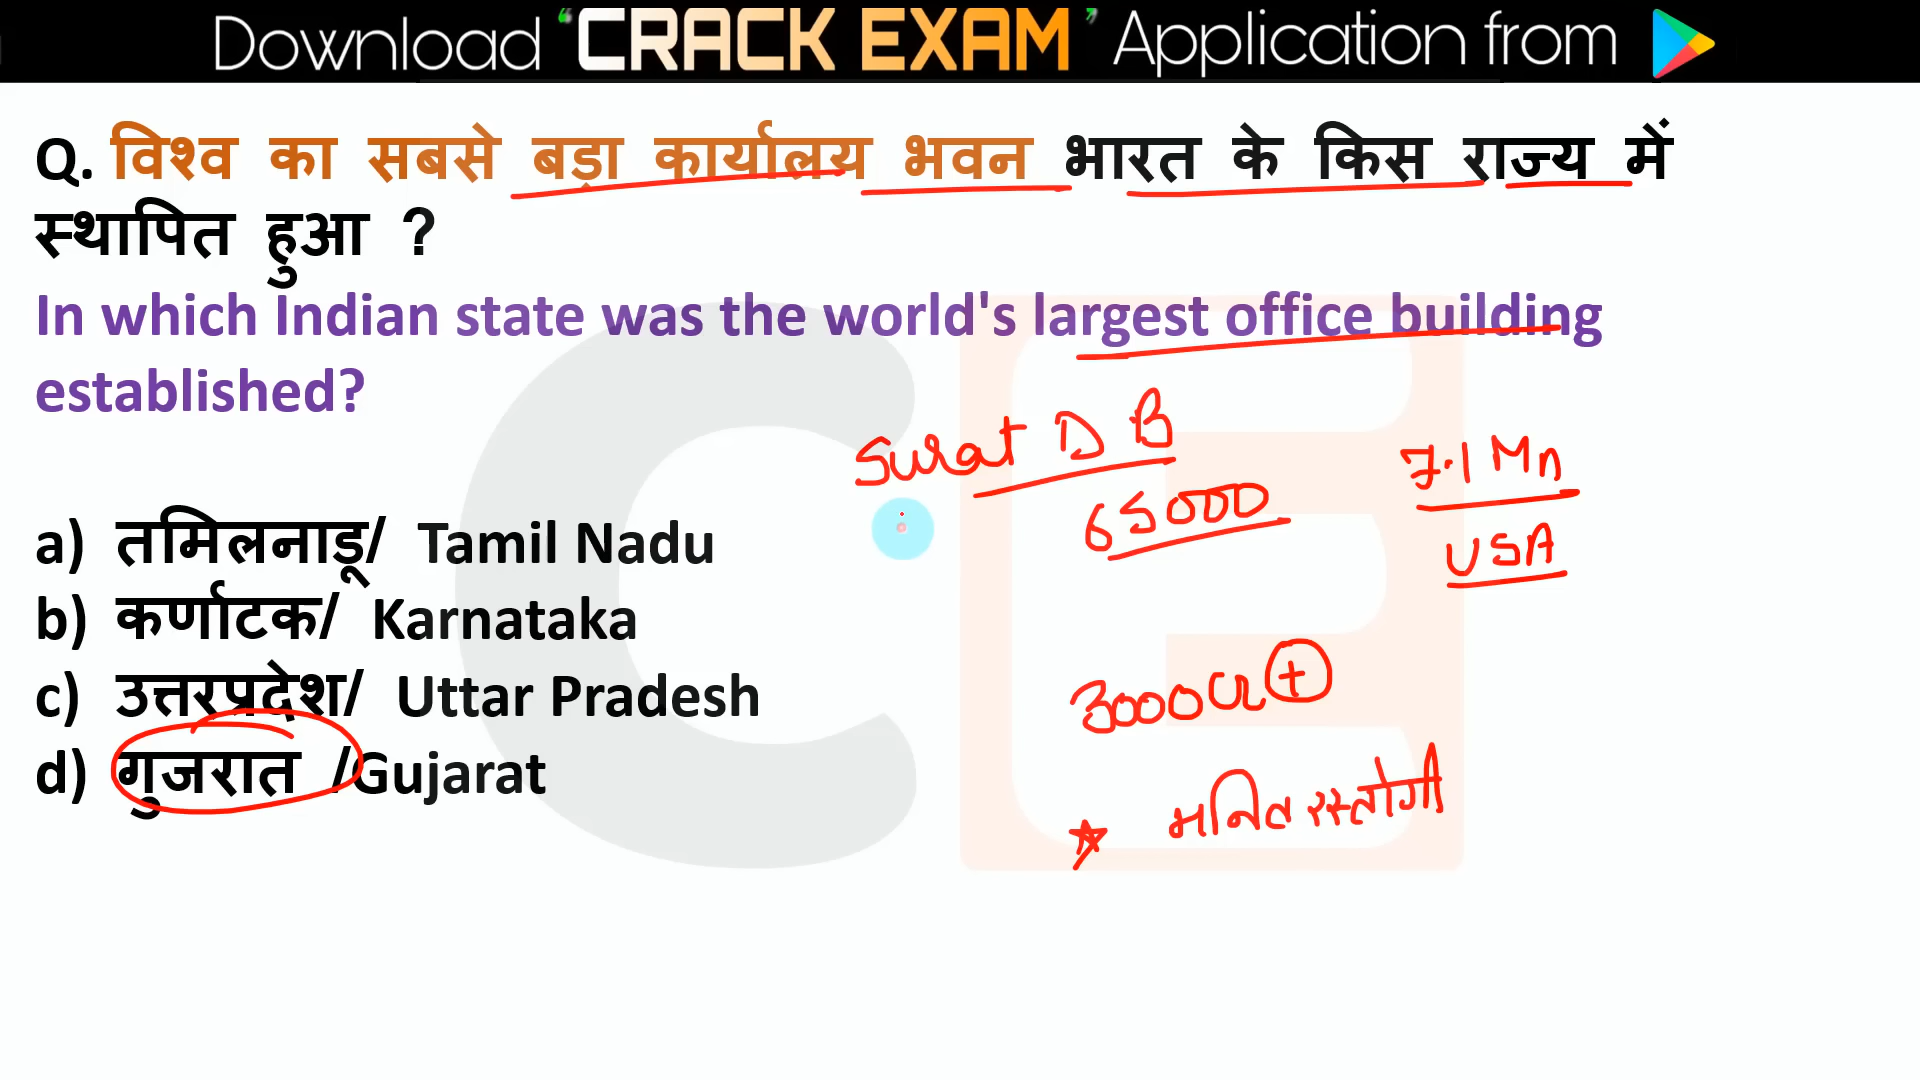 Download ‘CRACK EXAM’ Application from
Q. विश्व का सबसे बड़ा कार्यालय भवन भारत के किस राज्य में
स्थापित हुआ ?
In which Indian state was the world's largest office building
established?
Surat D B
65000
7.1 Mn
USA
a) तमिलनाडू/ Tamil Nadu
b) कर्णाटक/ Karnataka
c) उत्तरप्रदेश/ Uttar Pradesh
d) गुजरात /Gujarat
3000 cr +
रस्तोगी